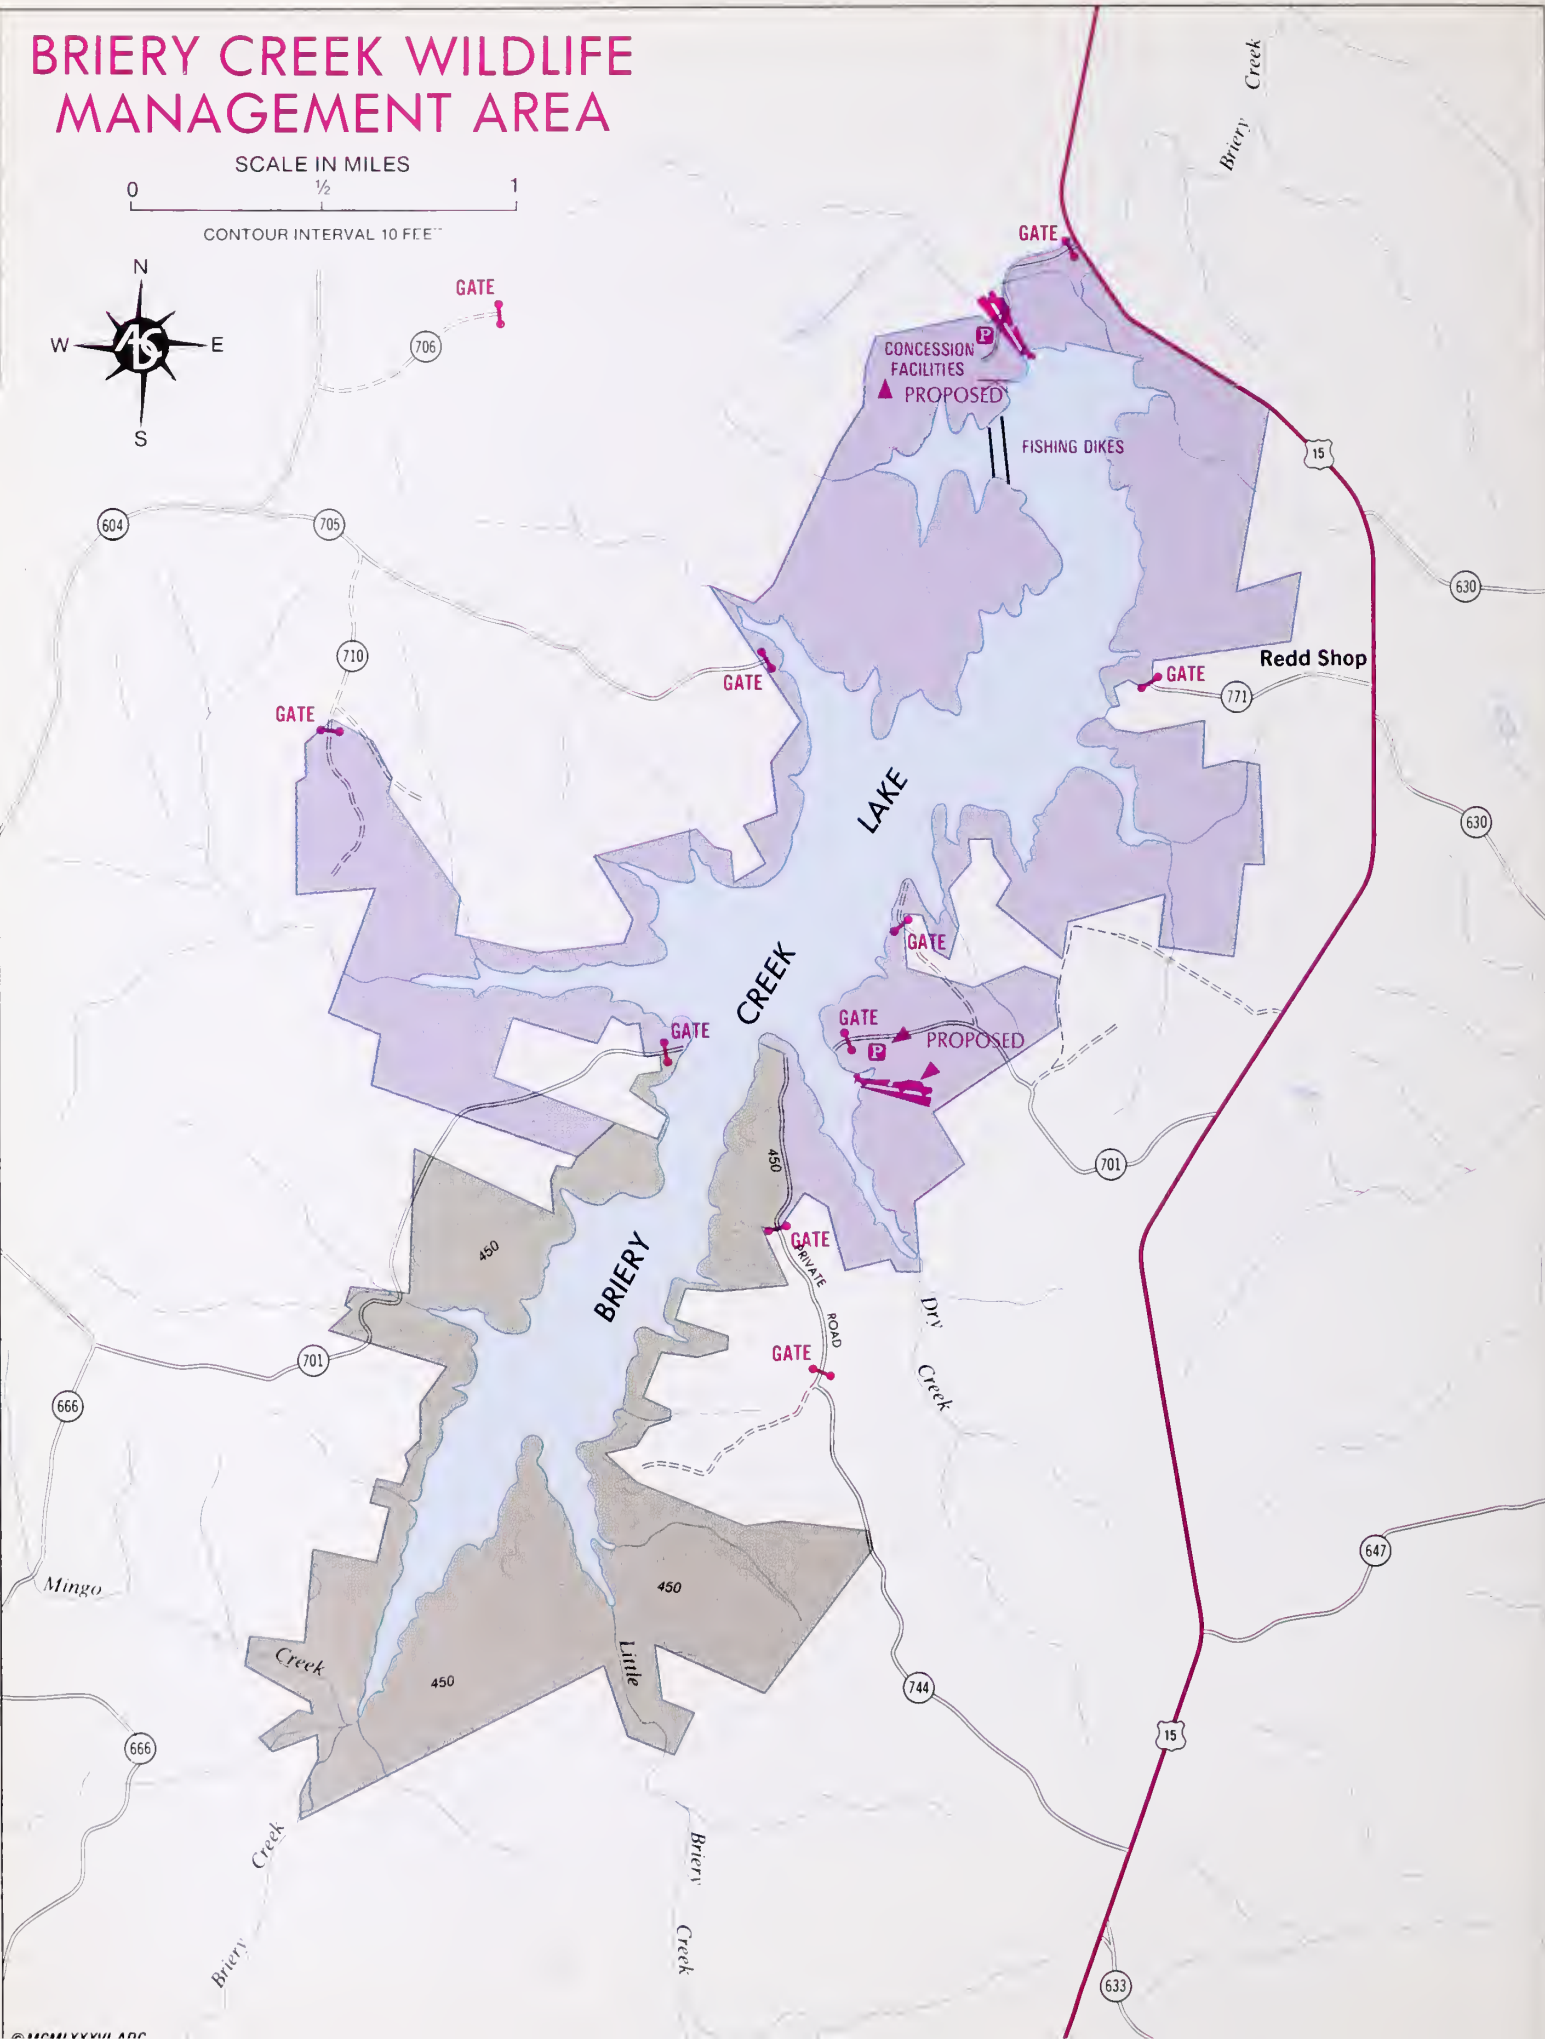 BRIERY CREEK WILDLIFE
MANAGEMENT AREA
SCALE IN MILES
0 ½ 1
CONTOUR INTERVAL 10 FEET
N
W E
S
ADC
GATE
706
Briery Creek
GATE
P
CONCESSION
FACILITIES
PROPOSED
FISHING DIKES
15
604
705
630
710
GATE
Redd Shop
GATE
771
GATE
630
LAKE
GATE
CREEK
GATE
GATE
P
PROPOSED
701
450
450
GATE
PRIVATE
ROAD
BRIERY
Dry
Creek
GATE
701
666
647
Mingo
Creek
450
450
Little
744
666
15
Creek
Briery
Briery
Creek
633
© MCMLXXXVI ADC